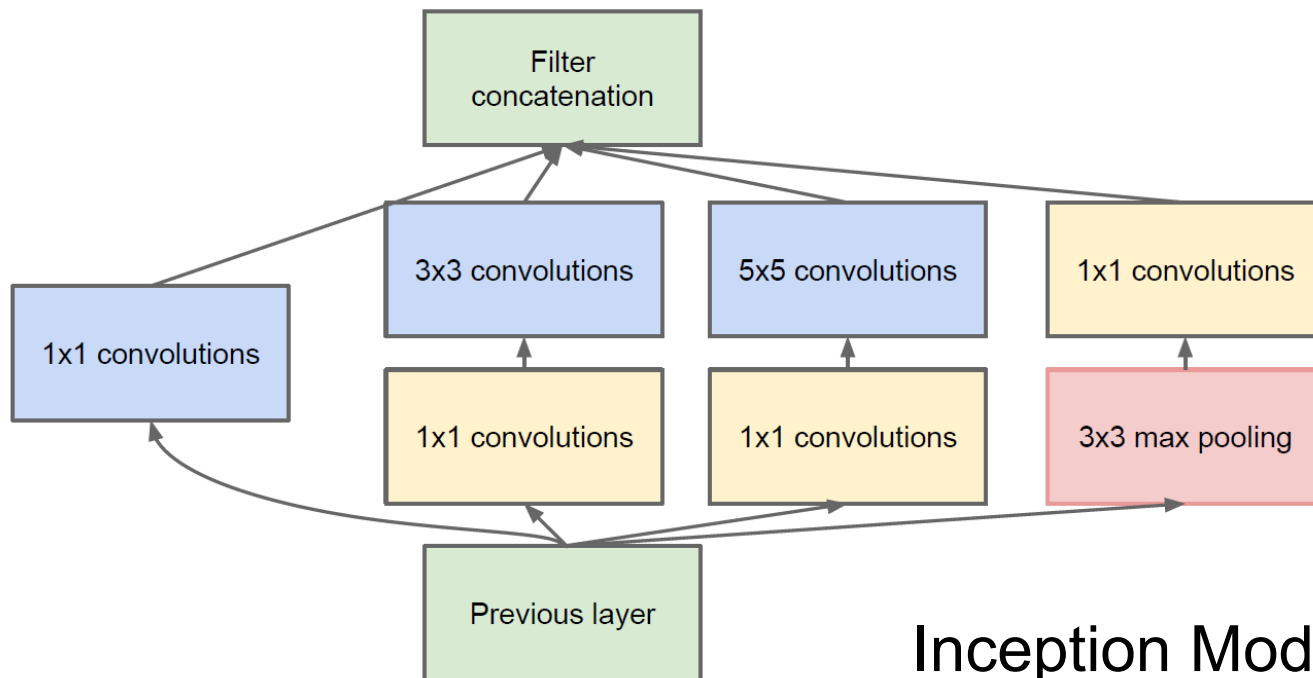 Filter
concatenation
3x3 convolutions
5x5 convolutions
1x1 convolutions
1x1 convolutions
1x1 convolutions
1x1 convolutions
3x3 max pooling
Previous layer
Inception Mod